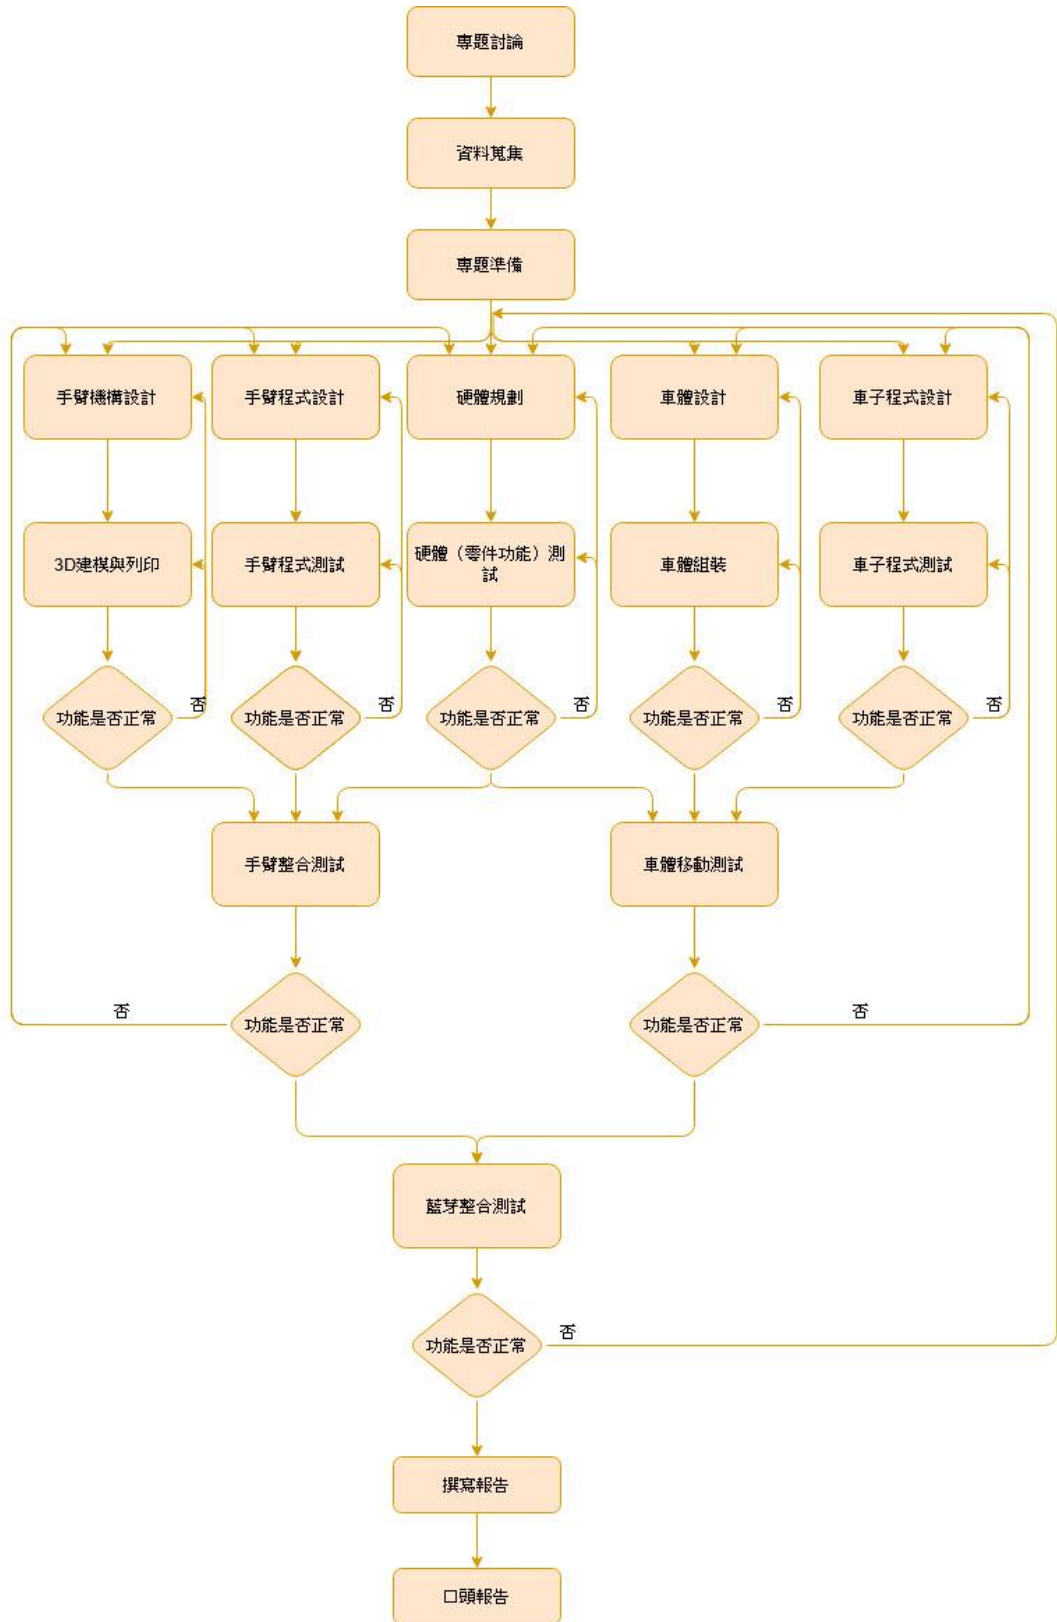 專題討論
資料蒐集
專題準備
手臂機構設計
手臂程式設計
硬體規劃
車體設計
車子程式設計
3D建模與列印
手臂程式測試
硬體（零件功能）測
試
車體組裝
車子程式測試
功能是否正常
否
功能是否正常
否
功能是否正常
否
功能是否正常
否
功能是否正常
否
手臂整合測試
車體移動測試
否
功能是否正常
功能是否正常
否
藍芽整合測試
功能是否正常
否
撰寫報告
口頭報告